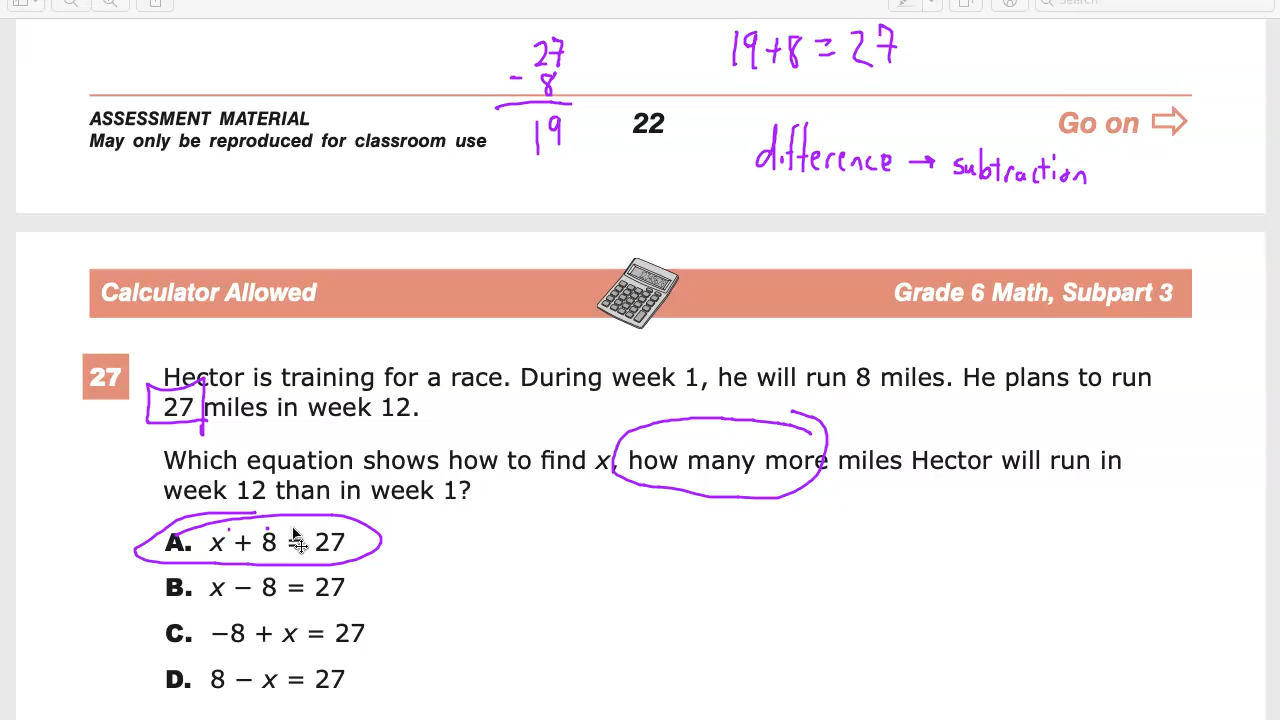 Search
27
- 8
19
19+8=27
ASSESSMENT MATERIAL
May only be reproduced for classroom use
22
Go on
difference → subtraction
Calculator Allowed
Grade 6 Math, Subpart 3
27
Hector is training for a race. During week 1, he will run 8 miles. He plans to run
27 miles in week 12.
Which equation shows how to find x, how many more miles Hector will run in
week 12 than in week 1?
A. x + 8 = 27
B. x − 8 = 27
C. −8 + x = 27
D. 8 − x = 27